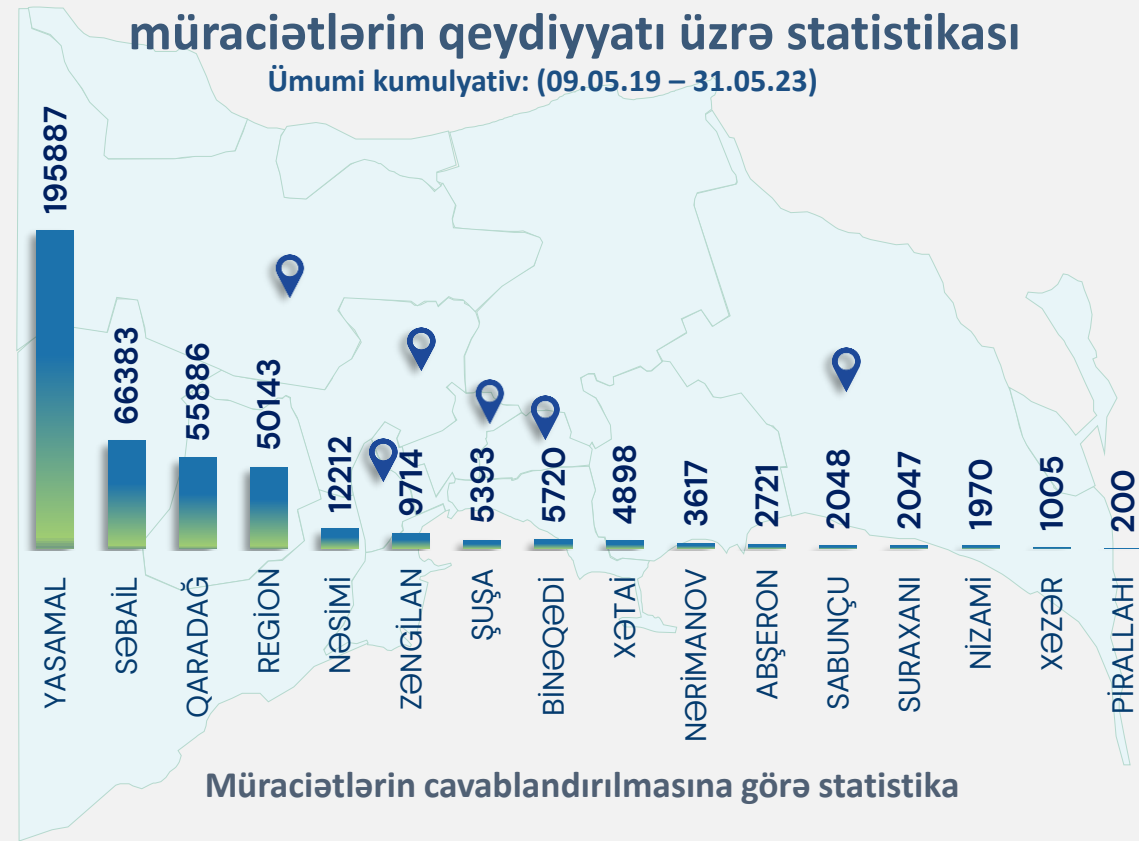 müraciətlərin qeydiyyatı üzrə statistikası
Ümumi kumulyativ: (09.05.19 – 31.05.23)
195887
66383
55886
50143
12212
9714
5393
5720
4898
3617
2721
2048
2047
1970
1005
200
YASAMAL
SƏBAİL
QARADAĞ
REGİON
NƏSİMİ
ZƏNGİLAN
ŞUŞA
BİNƏQƏDİ
XƏTAİ
NƏRİMANOV
ABŞERON
SABUNÇU
SURAXANI
NİZAMİ
XƏZƏR
PİRALLAHI
Müraciətlərin cavablandırılmasına görə statistika